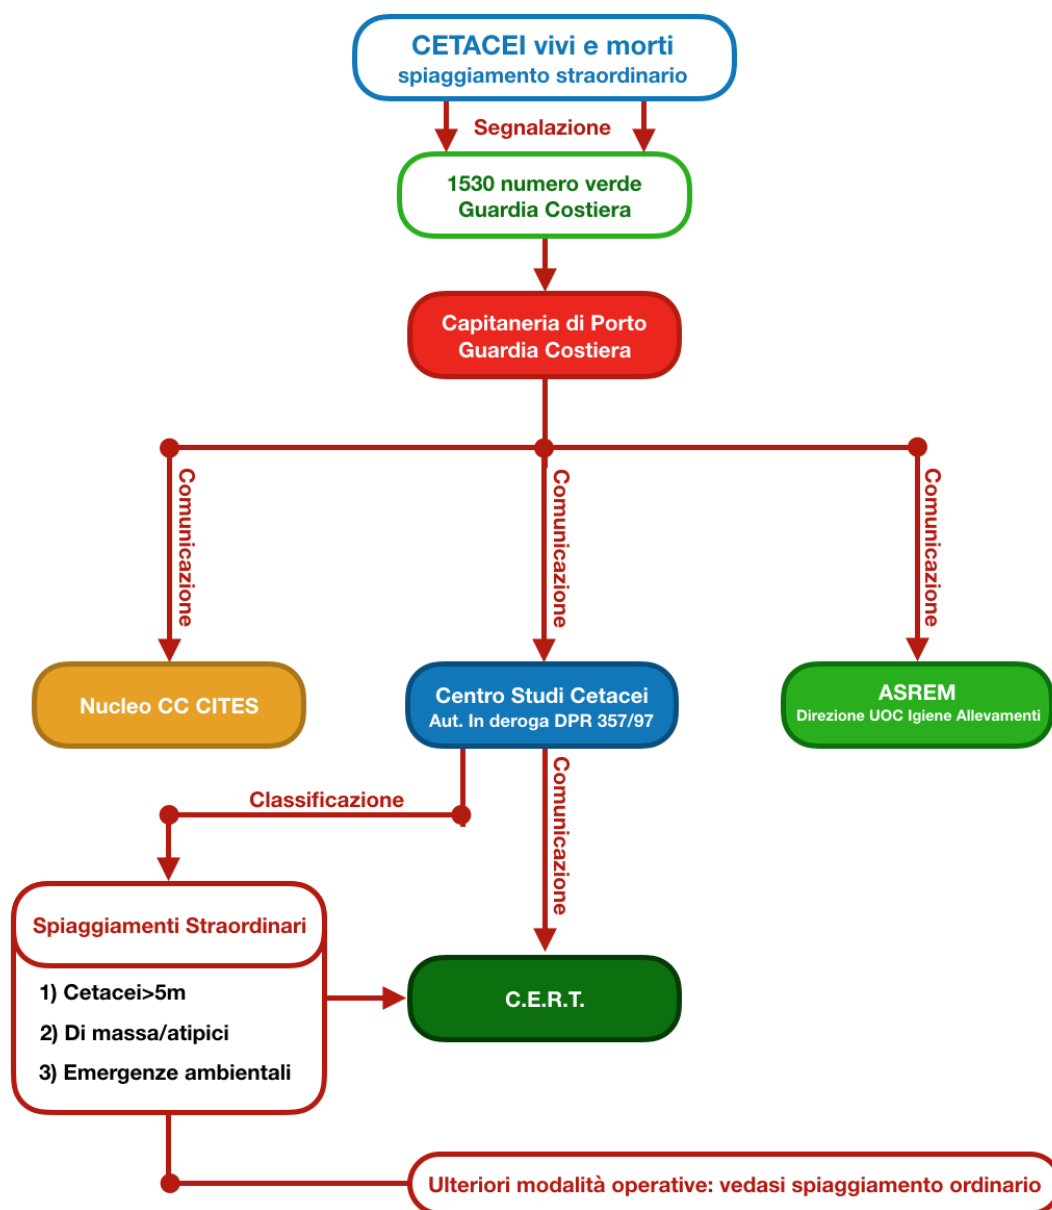 CETACEI vivi e morti
spiaggiamento straordinario
Segnalazione
1530 numero verde
Guardia Costiera
Capitaneria di Porto
Guardia Costiera
Comunicazione
Comunicazione
Comunicazione
Nucleo CC CITES
Centro Studi Cetacei
Aut. In deroga DPR 357/97
ASREM
Direzione UOC Igiene Allevamenti
Classificazione
Comunicazione
Spiaggiamenti Straordinari
1) Cetacei>5m
2) Di massa/atipici
3) Emergenze ambientali
C.E.R.T.
Ulteriori modalità operative: vedasi spiaggiamento ordinario